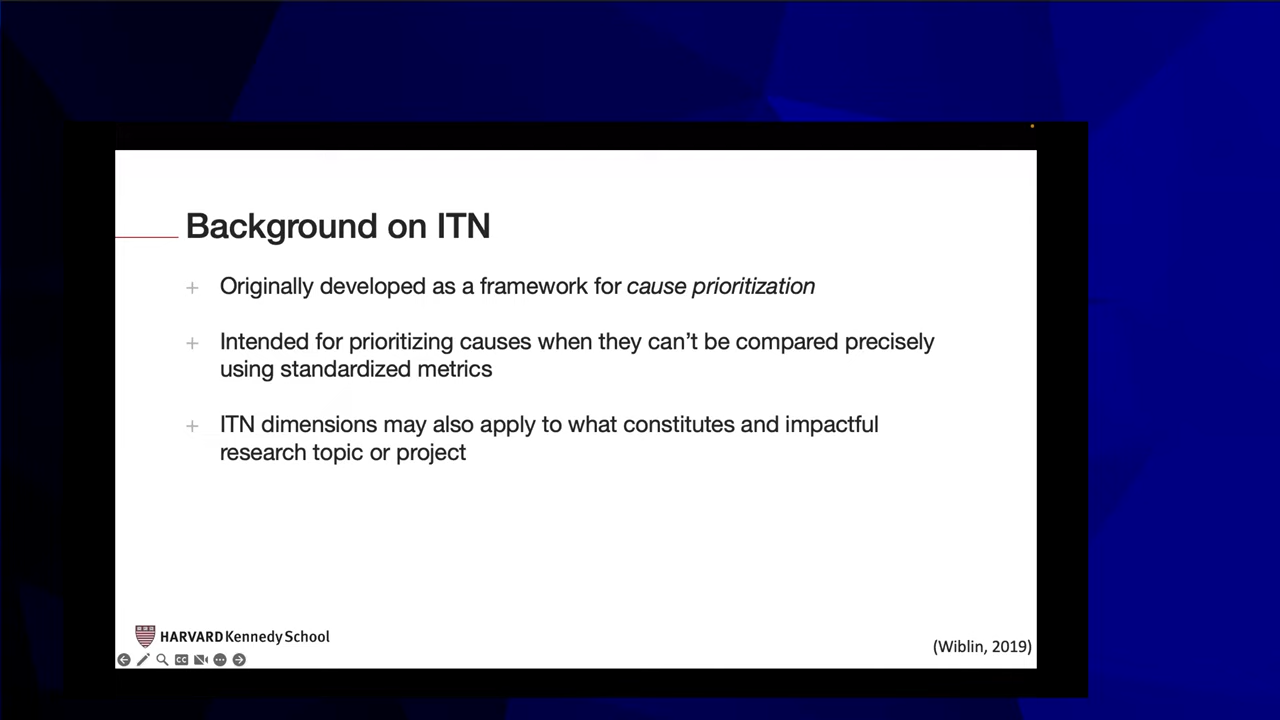 Background on ITN
Originally developed as a framework for cause prioritization
Intended for prioritizing causes when they can’t be compared precisely
using standardized metrics
ITN dimensions may also apply to what constitutes and impactful
research topic or project
HARVARD Kennedy School
(Wiblin, 2019)
CC